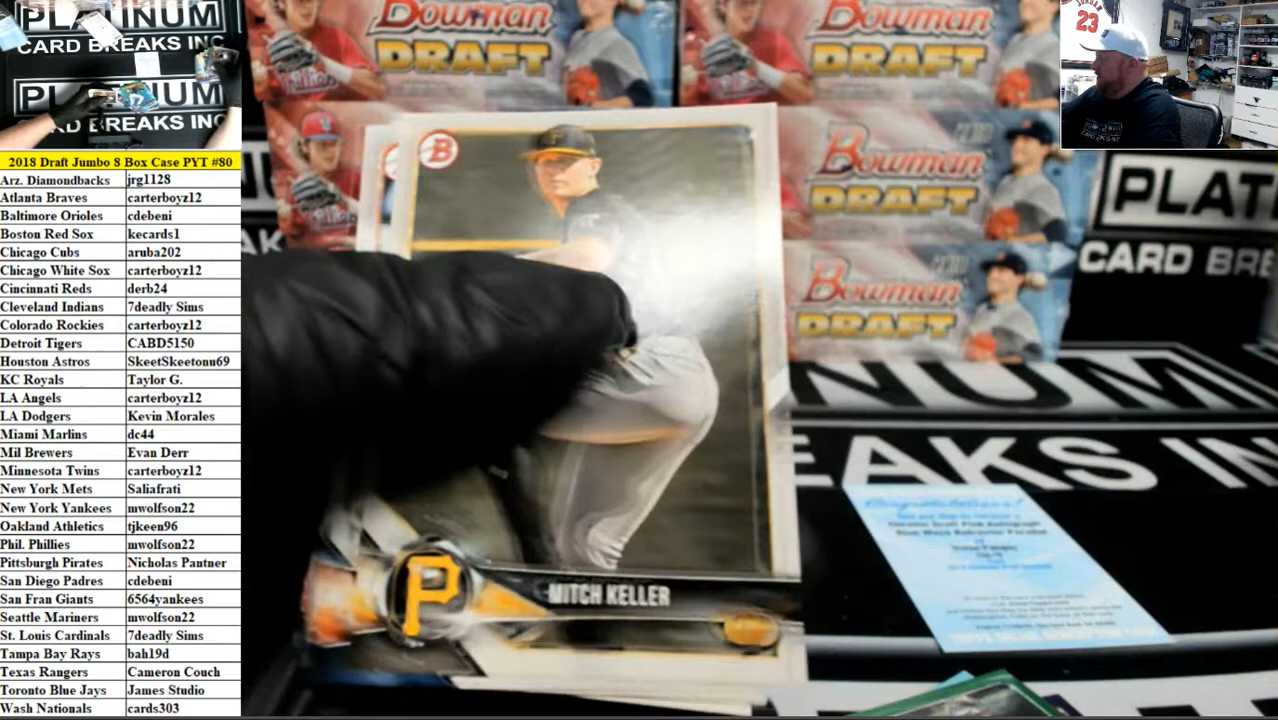 PLATINUM
CARD BREAKS INC
PLATINUM
CARD BREAKS INC
2018 Draft Jumbo 8 Box Case PYT #80
Arz. Diamondbacks jrg1128
Atlanta Braves carterboyz12
Baltimore Orioles cdebeni
Boston Red Sox kecards1
Chicago Cubs aruba202
Chicago White Sox carterboyz12
Cincinnati Reds derb24
Cleveland Indians 7deadly Sins
Colorado Rockies carterboyz12
Detroit Tigers CABD5150
Houston Astros SkeetSkeetonu69
KC Royals Taylor G.
LA Angels carterboyz12
LA Dodgers Kevin Morales
Miami Marlins dc44
Mil Brewers Evan Derr
Minnesota Twins carterboyz12
New York Mets Saliafrati
New York Yankees mwolfson22
Oakland Athletics tjkeen96
Phil. Phillies mwolfson22
Pittsburgh Pirates Nicholas Pantner
San Diego Padres cdebeni
San Fran Giants 6564yankees
Seattle Mariners mwolfson22
St. Louis Cardinals 7deadly Sins
Tampa Bay Rays bah19d
Texas Rangers Cameron Couch
Toronto Blue Jays James Studio
Wash Nationals cards303
Bowman
DRAFT
Bowman
DRAFT
Bowman
DRAFT
Bowman
DRAFT
B
P
MITCH KELLER
23
PLAT
CARD BRE
NUM
EAKS IN
Congratulations!